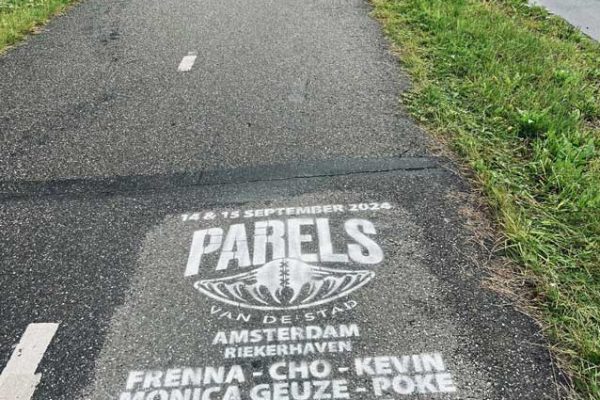 14 & 15 SEPTEMBER 2024
PARELS
VAN DE STAD
AMSTERDAM
RIEKERHAVEN
FRENNA - CHO - KEVIN
MONICA GEUZE - POKE